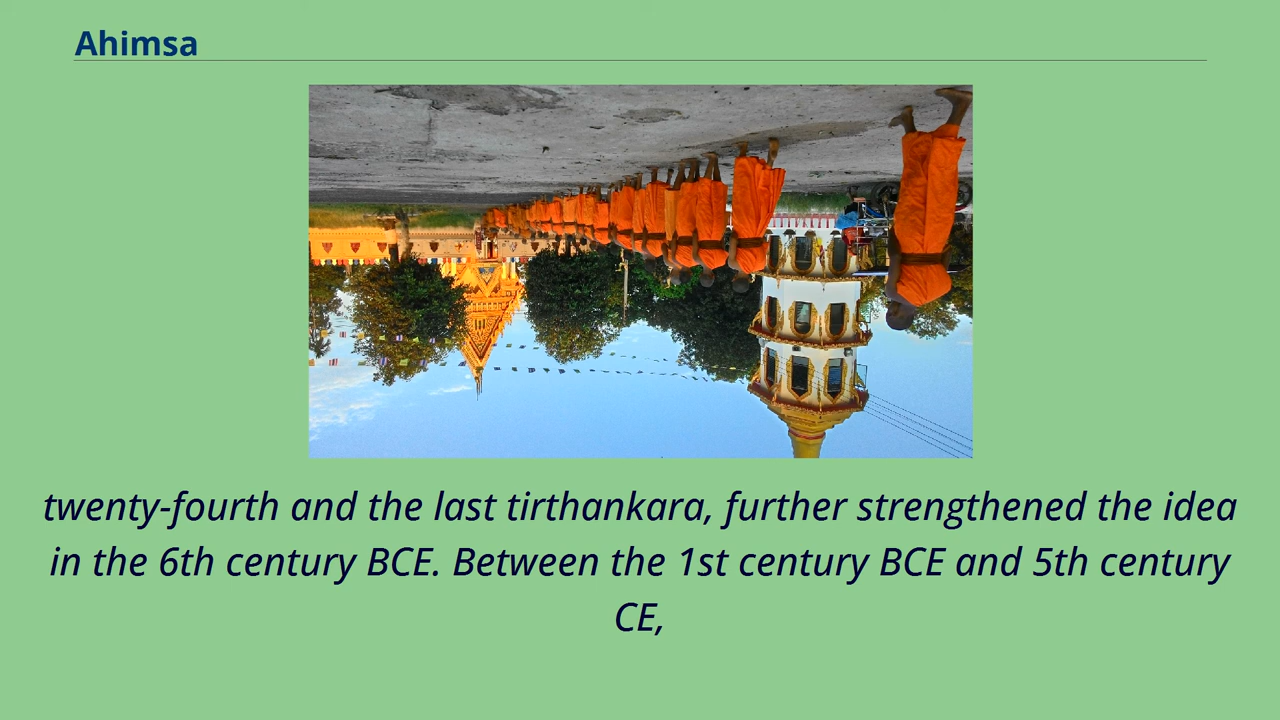 Ahimsa
twenty-fourth and the last tirthankara, further strengthened the idea
in the 6th century BCE. Between the 1st century BCE and 5th century
CE,